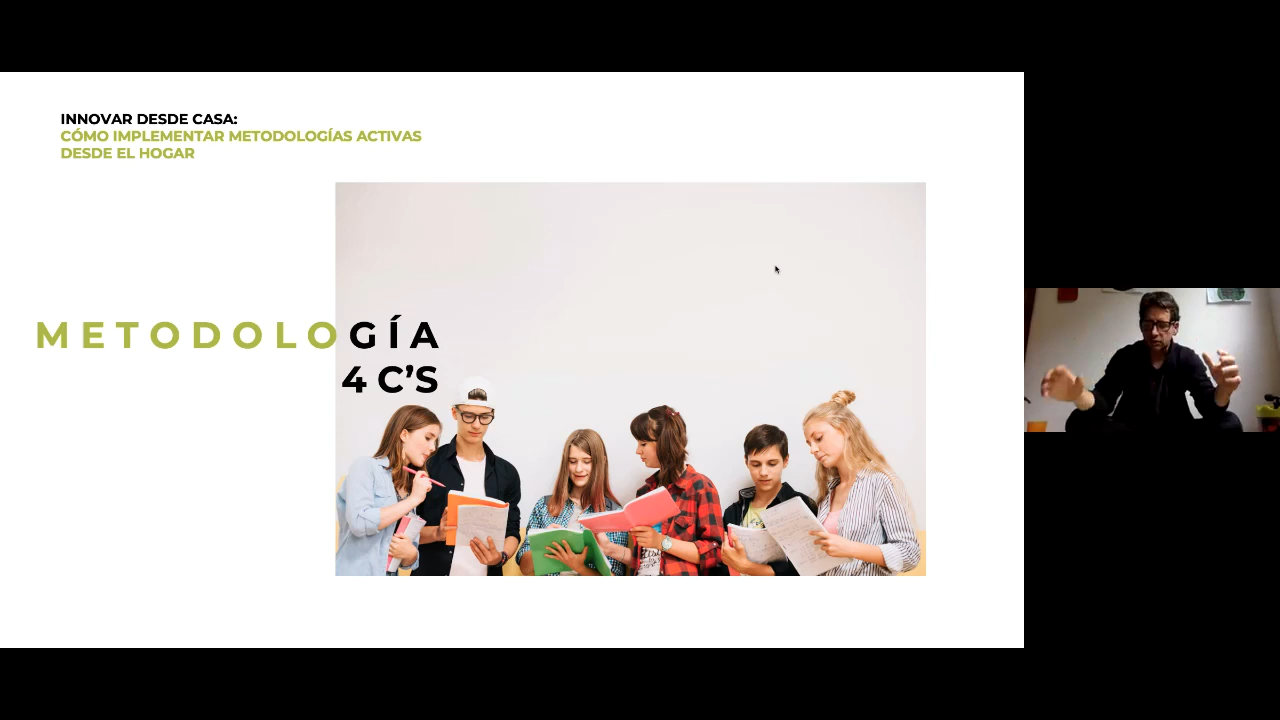 INNOVAR DESDE CASA:
CÓMO IMPLEMENTAR METODOLOGÍAS ACTIVAS
DESDE EL HOGAR
METODOLOGÍA
4 C'S